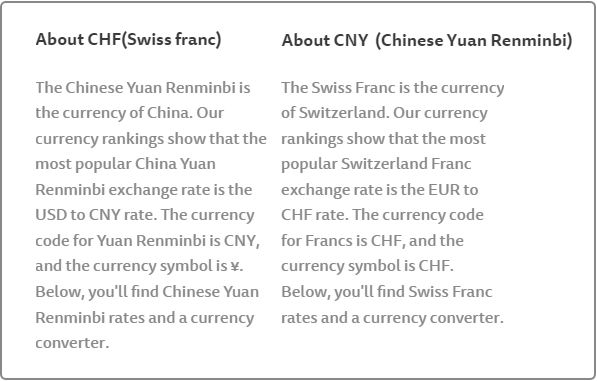 About CHF(Swiss franc)
The Chinese Yuan Renminbi is
the currency of China. Our
currency rankings show that the
most popular China Yuan
Renminbi exchange rate is the
USD to CNY rate. The currency
code for Yuan Renminbi is CNY,
and the currency symbol is ¥.
Below, you'll find Chinese Yuan
Renminbi rates and a currency
converter.
About CNY (Chinese Yuan Renminbi)
The Swiss Franc is the currency
of Switzerland. Our currency
rankings show that the most
popular Switzerland Franc
exchange rate is the EUR to
CHF rate. The currency code
for Francs is CHF, and the
currency symbol is CHF.
Below, you'll find Swiss Franc
rates and a currency converter.